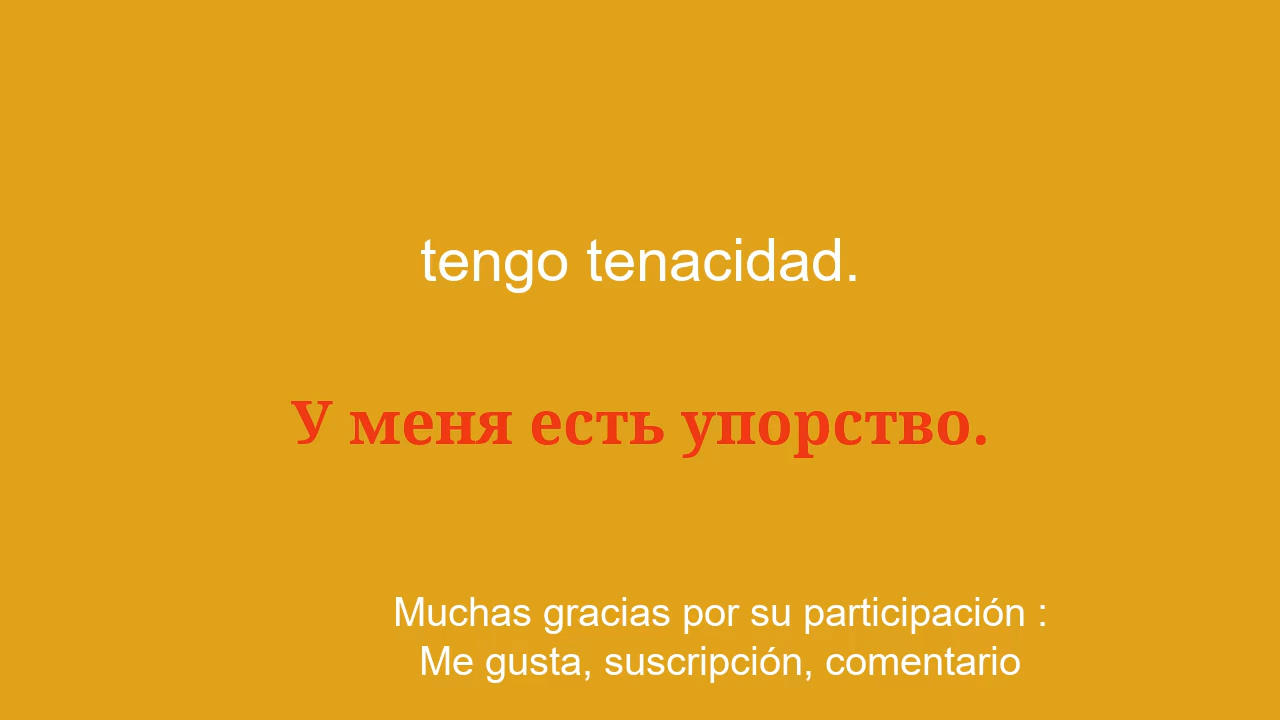 tengo tenacidad.
У меня есть упорство.
Muchas gracias por su participación :
Me gusta, suscripción, comentario